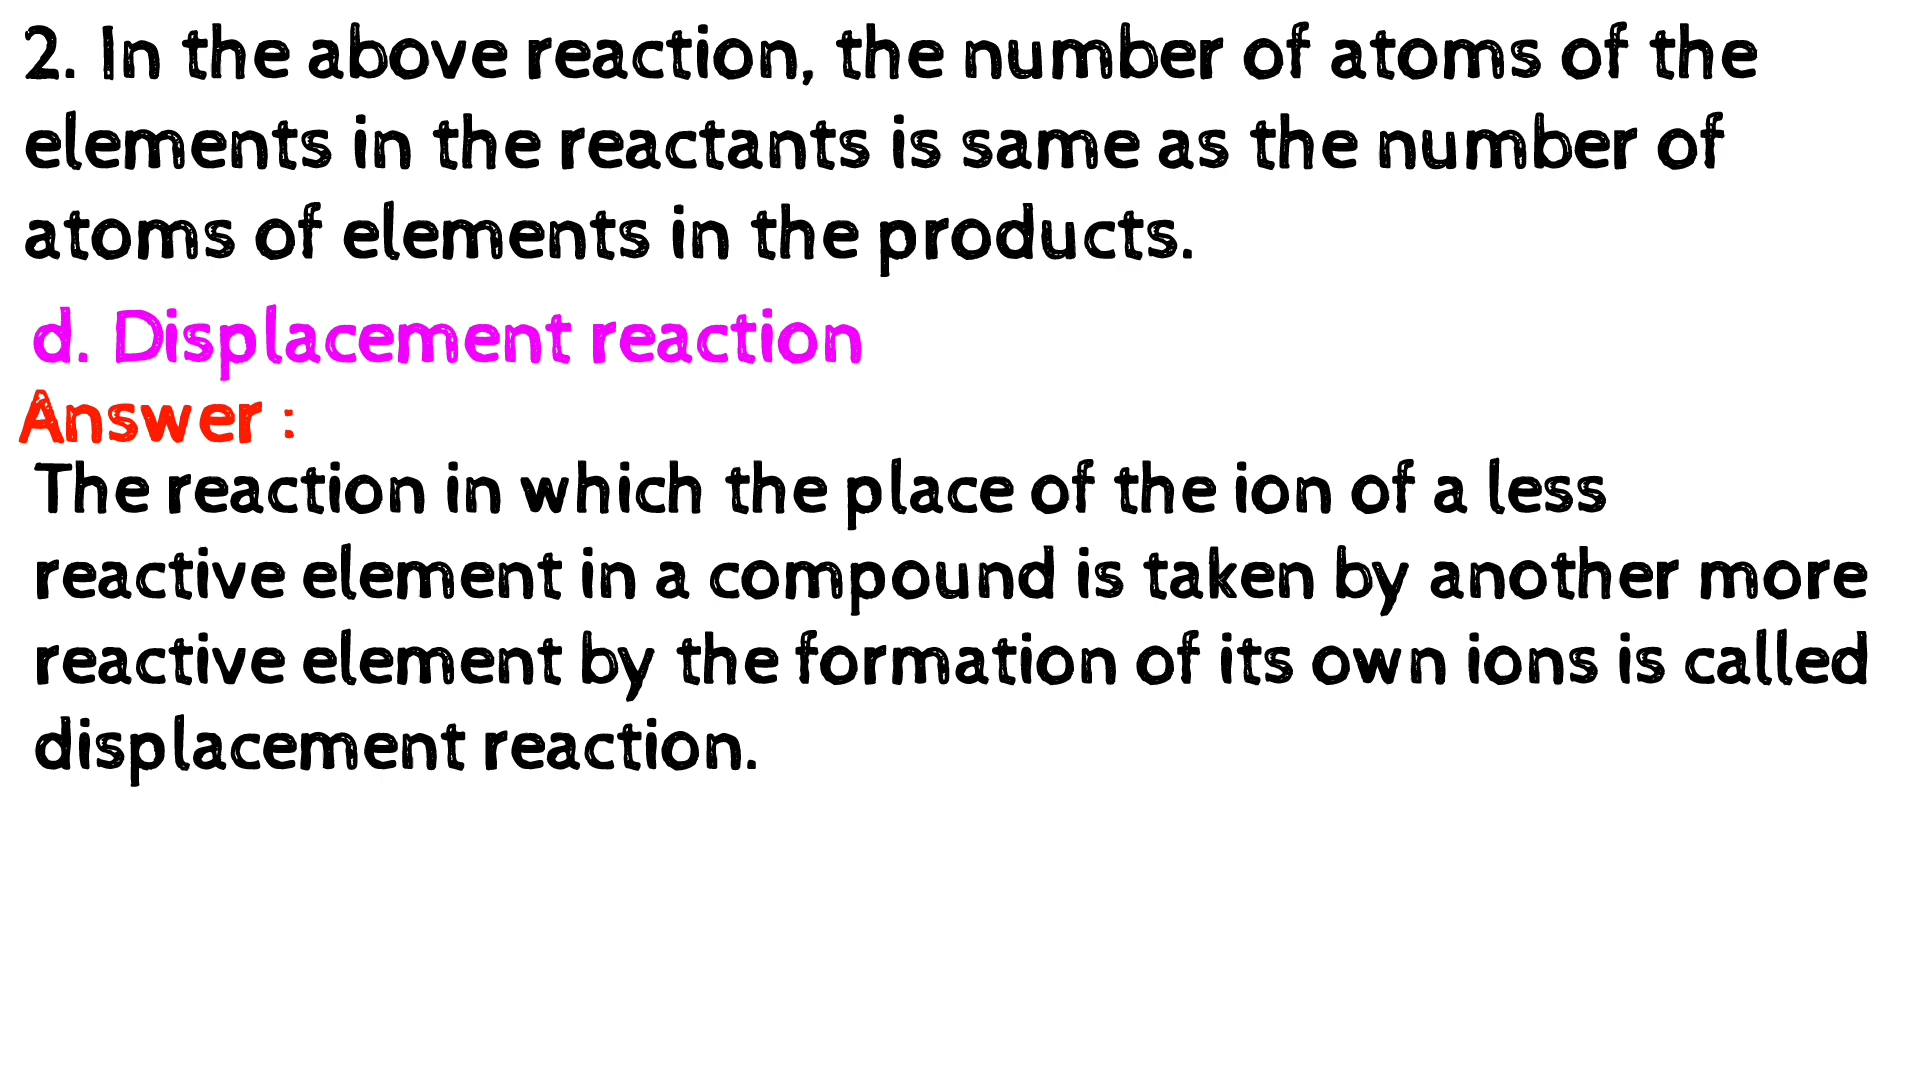 2. In the above reaction, the number of atoms of the
elements in the reactants is same as the number of
atoms of elements in the products.
d. Displacement reaction
Answer :
The reaction in which the place of the ion of a less
reactive element in a compound is taken by another more
reactive element by the formation of its own ions is called
displacement reaction.